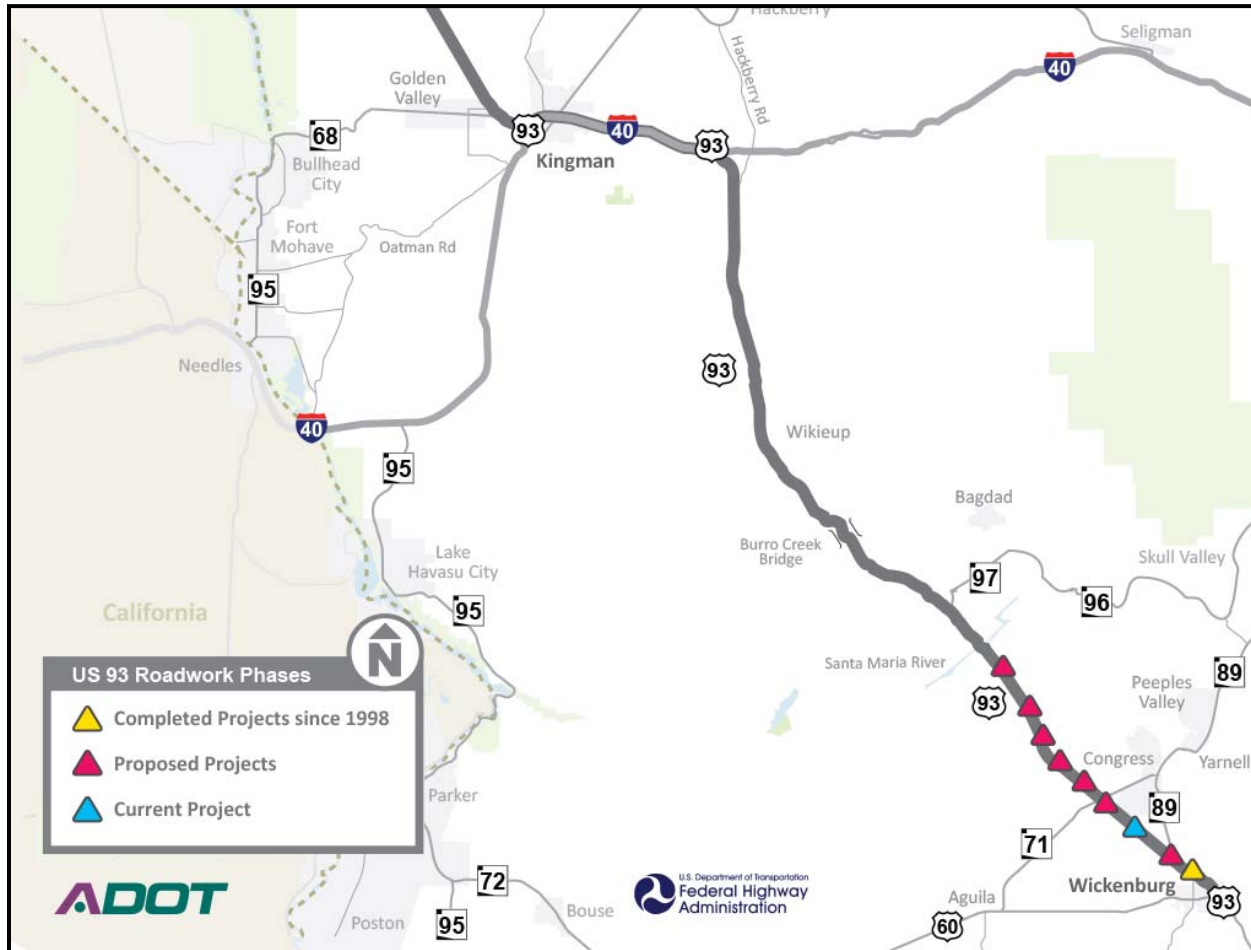 Hackberry
Seligman
40
Golden
Valley
Hackberry Rd
93
40
93
68
Kingman
Bullhead
City
Fort
Mohave
Oatman Rd
95
Needles
93
40
Wikieup
95
Bagdad
Burro Creek
Bridge
Skull Valley
Lake
Havasu City
97
96
95
California
N
Santa Maria River
89
US 93 Roadwork Phases
Peeples
Valley
93
Completed Projects since 1998
Congress
Yarnell
Proposed Projects
Parker
89
Current Project
71
72
Wickenburg
93
ADOT
U.S. Department of Transportation
Federal Highway
Administration
Aguila
Bouse
60
Poston
95